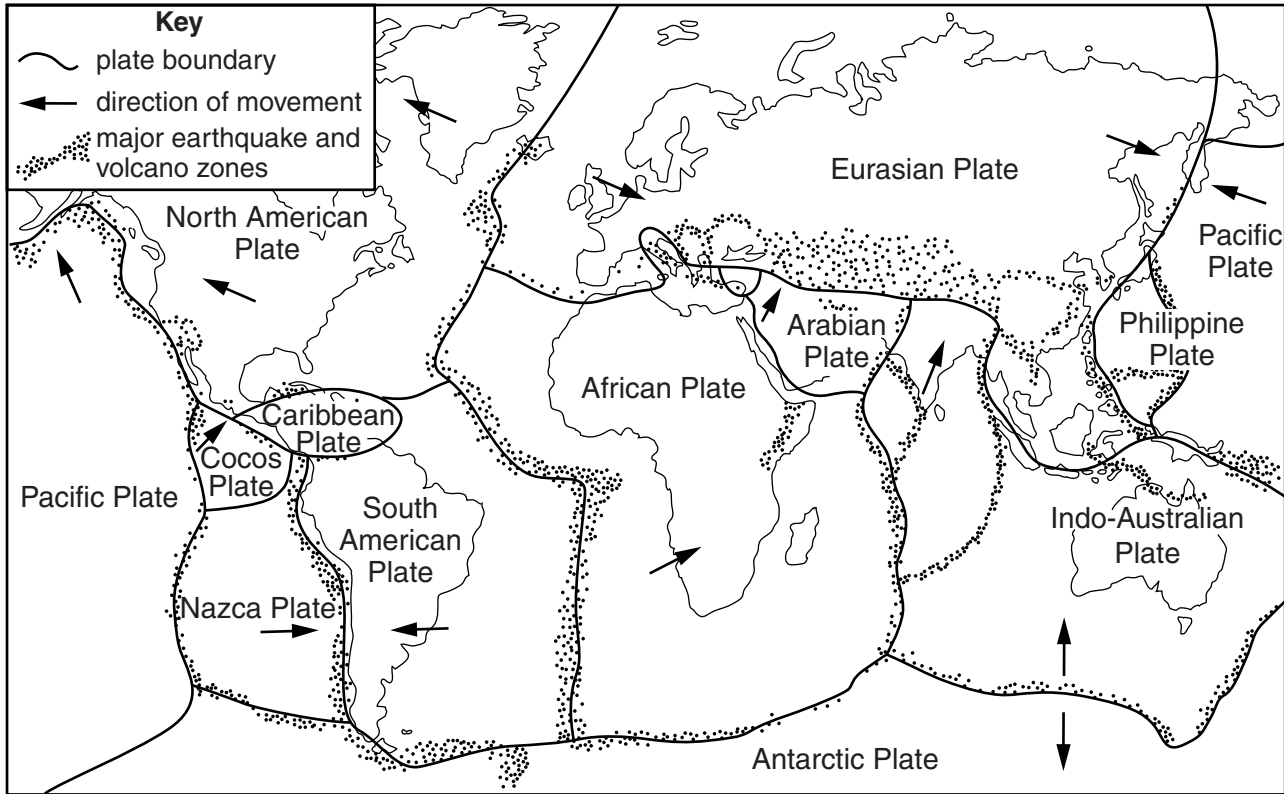 Key
plate boundary
direction of movement
major earthquake and
volcano zones
North American
Plate
Eurasian Plate
Pacific
Plate
Philippine
Plate
Arabian
Plate
African Plate
Caribbean
Plate
Cocos
Plate
Pacific Plate
South
American
Plate
Indo-Australian
Plate
Nazca Plate
Antarctic Plate